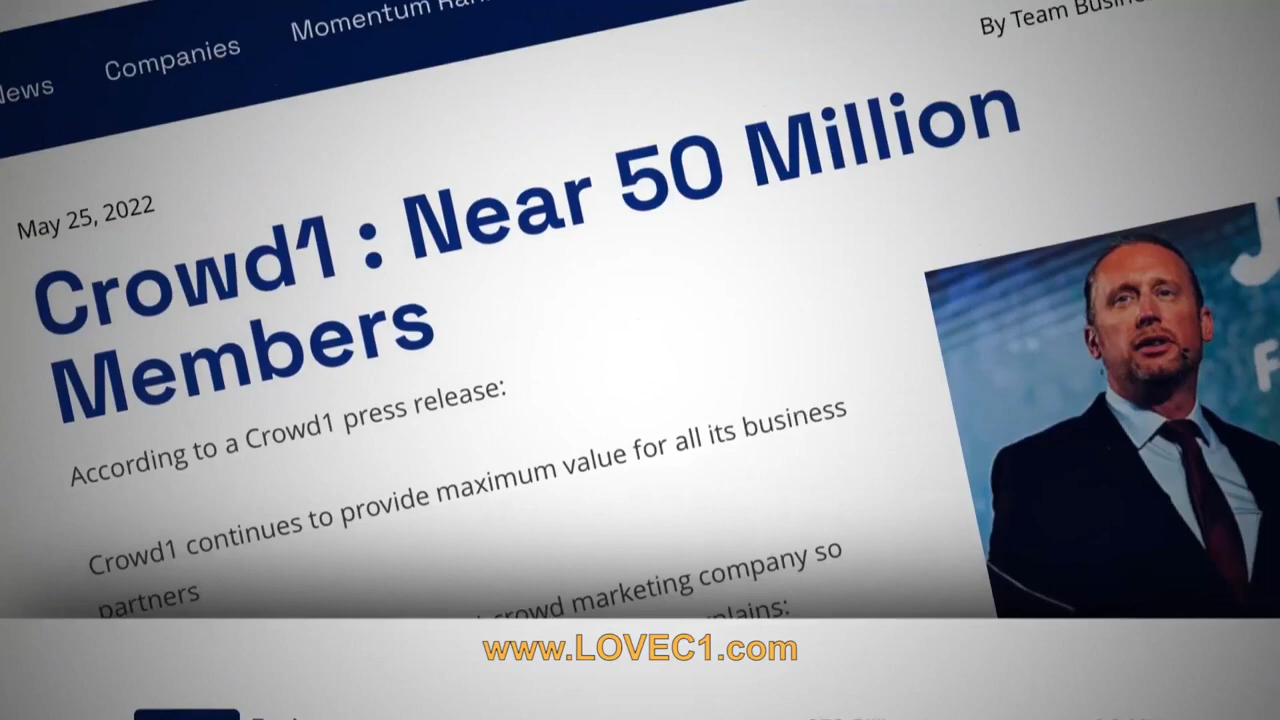 News
Companies
Momentum
By Team
May 25, 2022
Crowd1 : Near 50 Million
Members
According to a Crowd1 press release:
Crowd1 continues to provide maximum value for all its business
partners
crowd marketing company so
www.LOVEC1.com